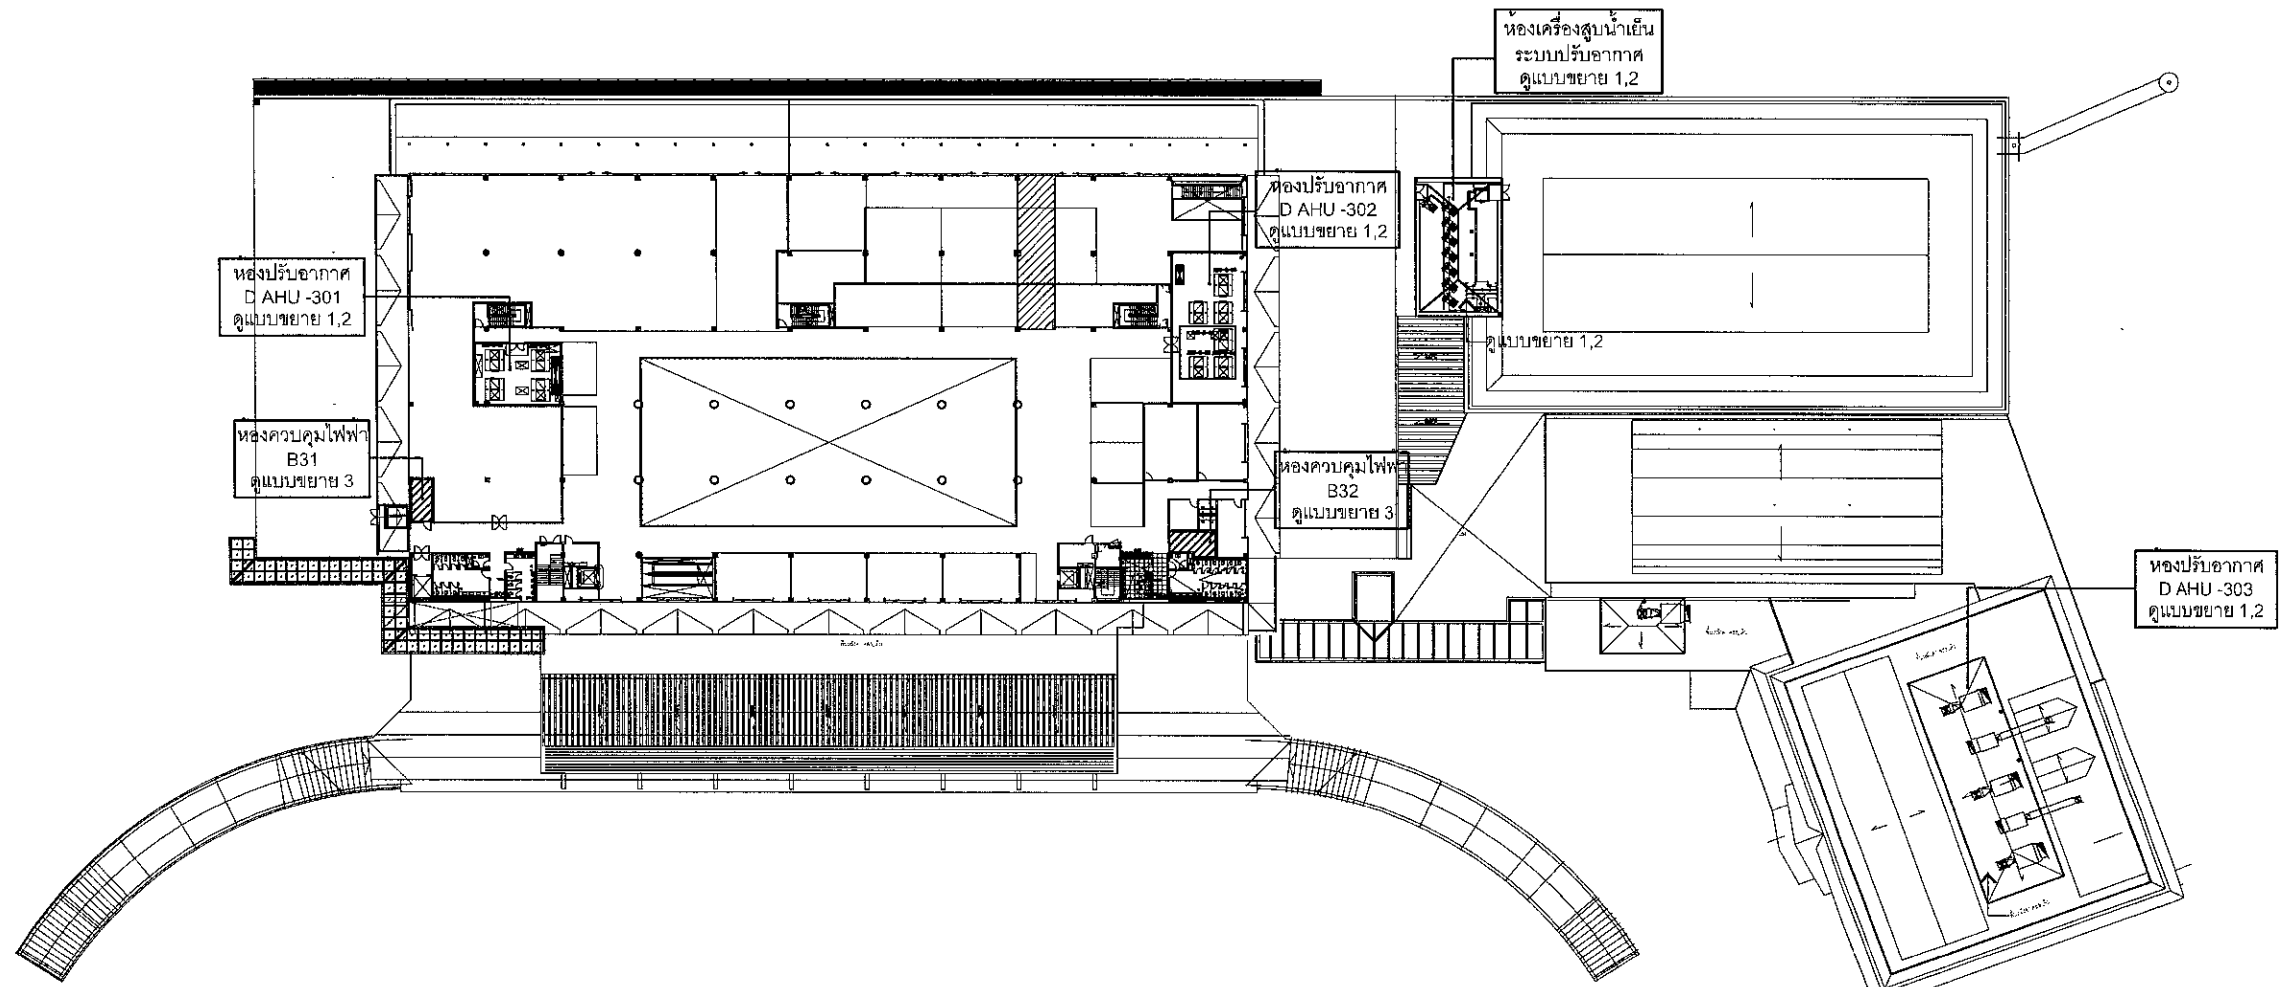 ห้องเครื่องสูบน้ำเย็น
ระบบปรับอากาศ
ดูแบบขยาย 1,2
ห้องปรับอากาศ
D AHU -302
ดูแบบขยาย 1,2
ห้องปรับอากาศ
D AHU -301
ดูแบบขยาย 1,2
ดูแบบขยาย 1,2
ห้องควบคุมไฟฟ้า
B31
ดูแบบขยาย 3
ห้องควบคุมไฟฟ้า
B32
ดูแบบขยาย 3
ห้องปรับอากาศ
D AHU -303
ดูแบบขยาย 1,2